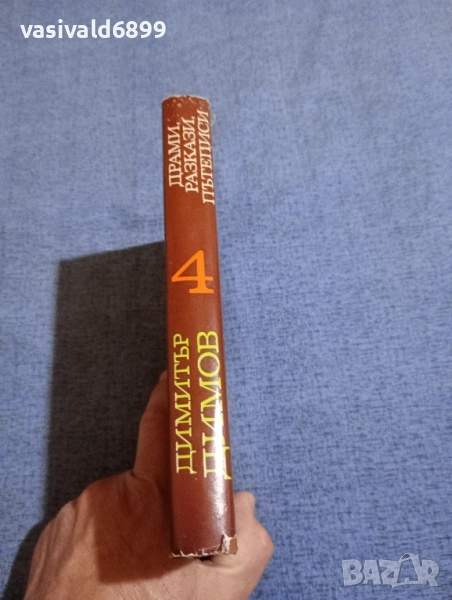 vasivald6899
ДРАМИ,
РАЗКАЗИ,
ПЪТЕПИСИ
4
ДИМИТЪР
ДИМОВ
BAZAR